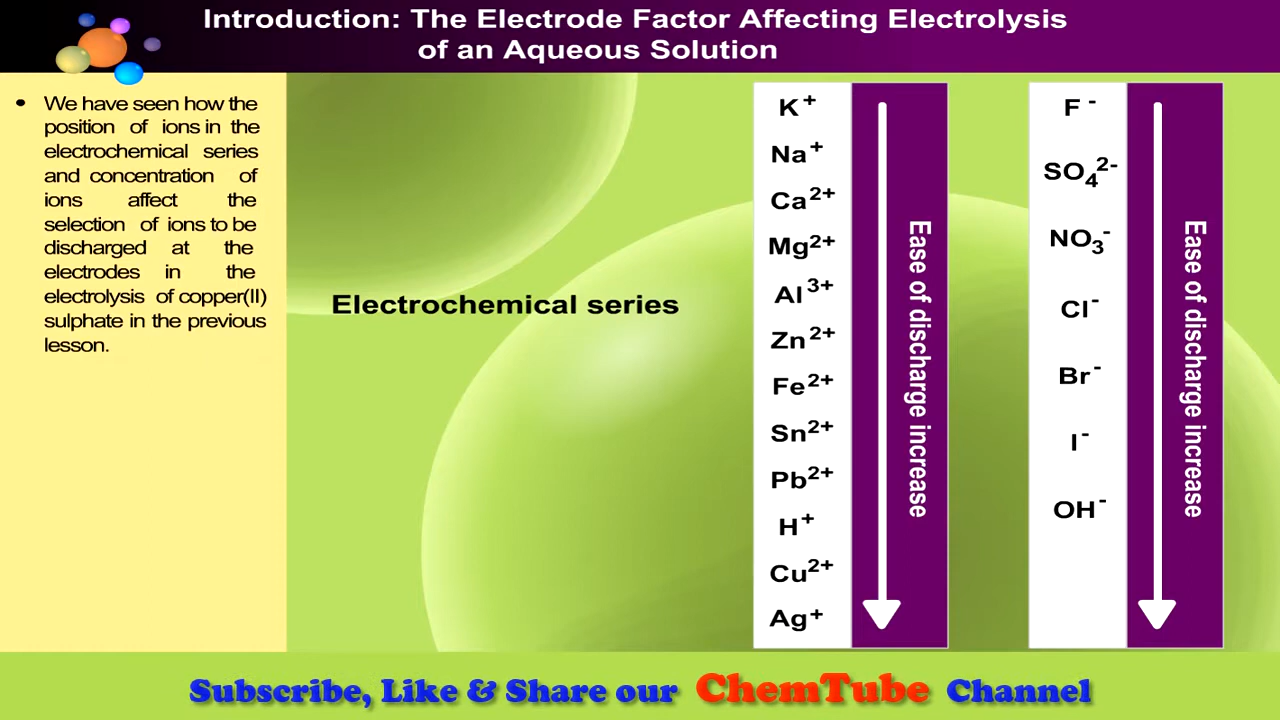 Introduction: The Electrode Factor Affecting Electrolysis
of an Aqueous Solution
• We have seen how the
position of ions in the
electrochemical series
and concentration of
ions affect the
selection of ions to be
discharged at the
electrodes in the
electrolysis of copper(II)
sulphate in the previous
lesson.
Electrochemical series
K⁺
Na⁺
Ca²⁺
Mg²⁺
Al³⁺
Zn²⁺
Fe²⁺
Sn²⁺
Pb²⁺
H⁺
Cu²⁺
Ag⁺
Ease of discharge increase
F⁻
SO₄²⁻
NO₃⁻
Cl⁻
Br⁻
I⁻
OH⁻
Ease of discharge increase
Subscribe, Like & Share our ChemTube Channel